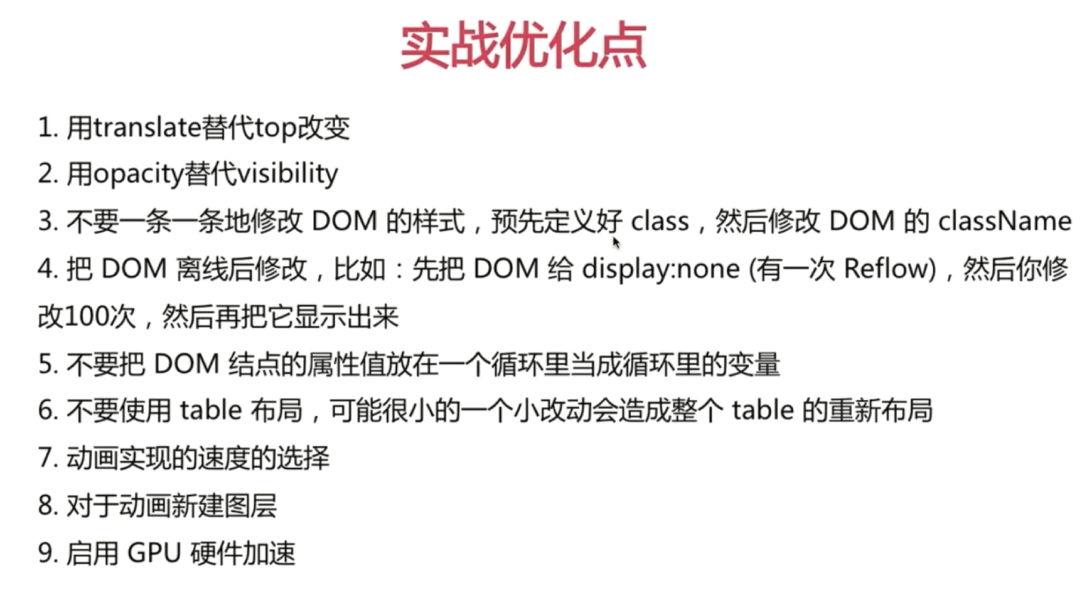 实战优化点
1. 用translate替代top改变
2. 用opacity替代visibility
3. 不要一条一条地修改 DOM 的样式，预先定义好 class，然后修改 DOM 的 className
4. 把 DOM 离线后修改，比如：先把 DOM 给 display:none (有一次 Reflow)，然后你修
改100次，然后再把它显示出来
5. 不要把 DOM 结点的属性值放在一个循环里当成循环里的变量
6. 不要使用 table 布局，可能很小的一个小改动会造成整个 table 的重新布局
7. 动画实现的速度的选择
8. 对于动画新建图层
9. 启用 GPU 硬件加速